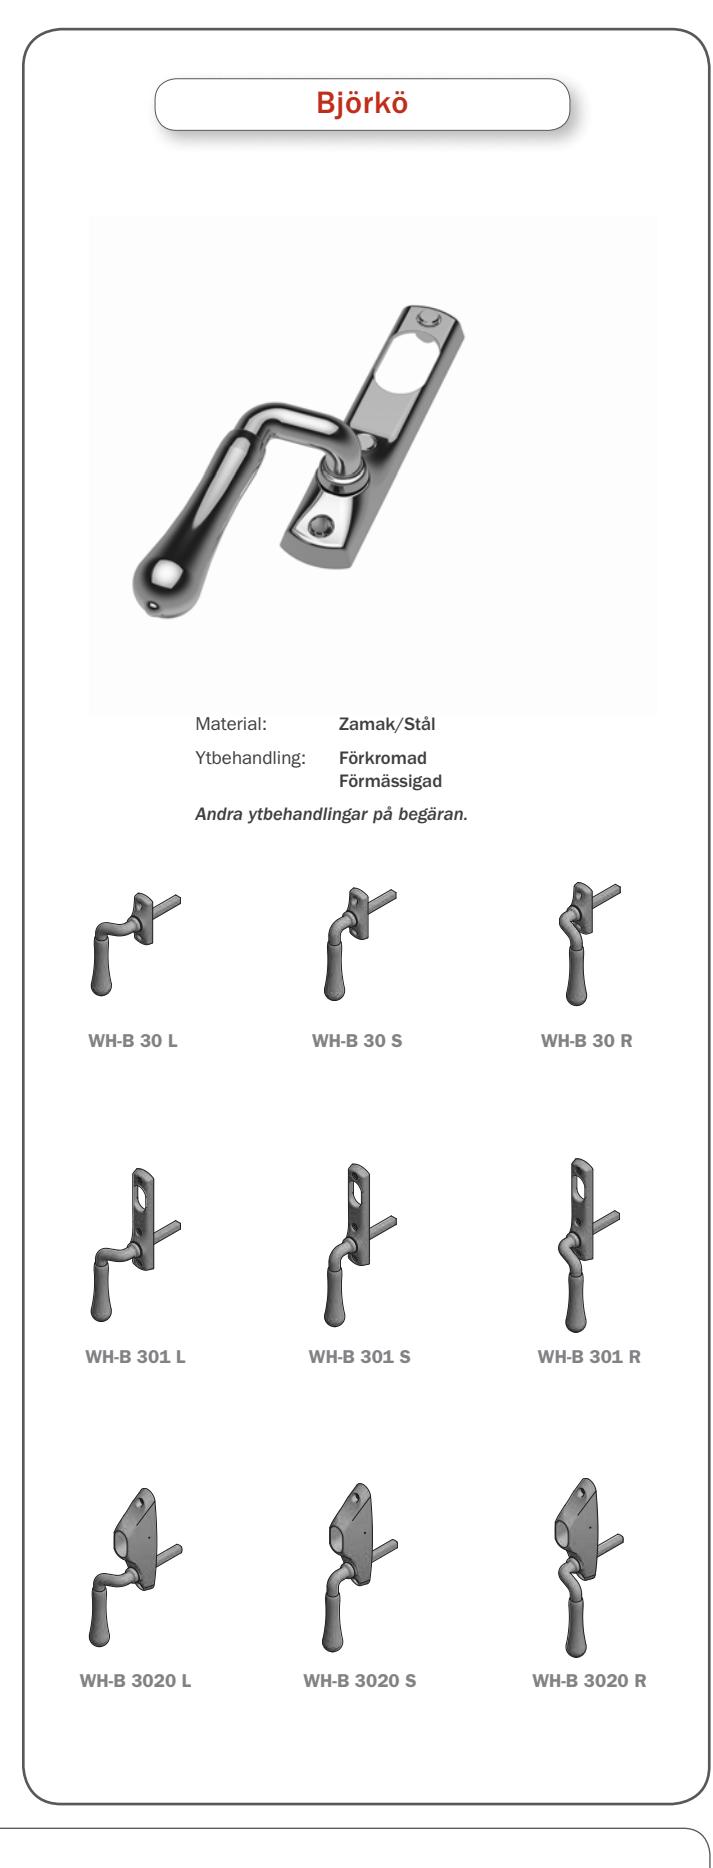 Björkö
Material: Zamak/Stål
Ytbehandling: Förkromad
Förmässigad
Andra ytbehandlingar på begäran.
WH-B 30 L WH-B 30 S WH-B 30 R
WH-B 301 L WH-B 301 S WH-B 301 R
WH-B 3020 L WH-B 3020 S WH-B 3020 R